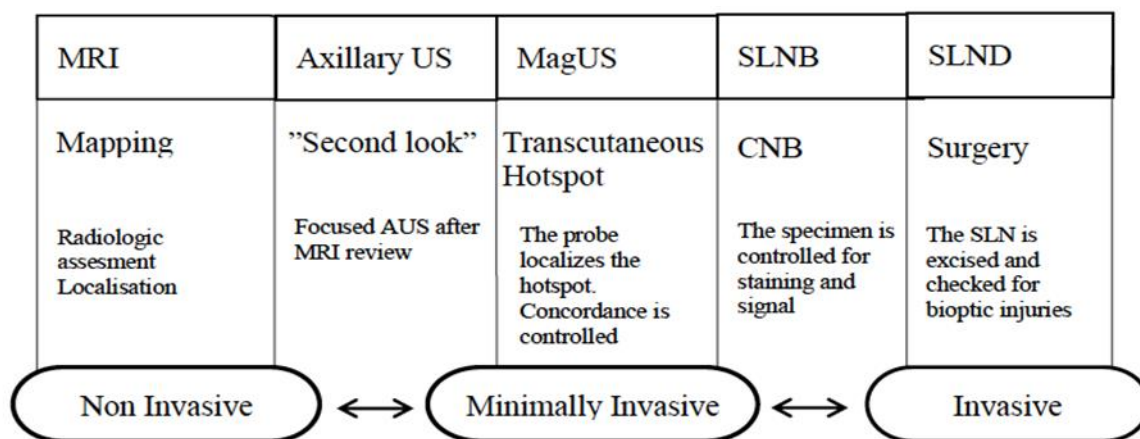 MRI
Axillary US
MagUS
SLNB
SLND
Mapping
”Second look”
Transcutaneous
Hotspot
CNB
Surgery
Radiologic
assesment
Localisation
Focused AUS after
MRI review
The probe
localizes the
hotspot.
Concordance is
controlled
The specimen is
controlled for
staining and
signal
The SLN is
excised and
checked for
bioptic injuries
Non Invasive
Minimally Invasive
Invasive